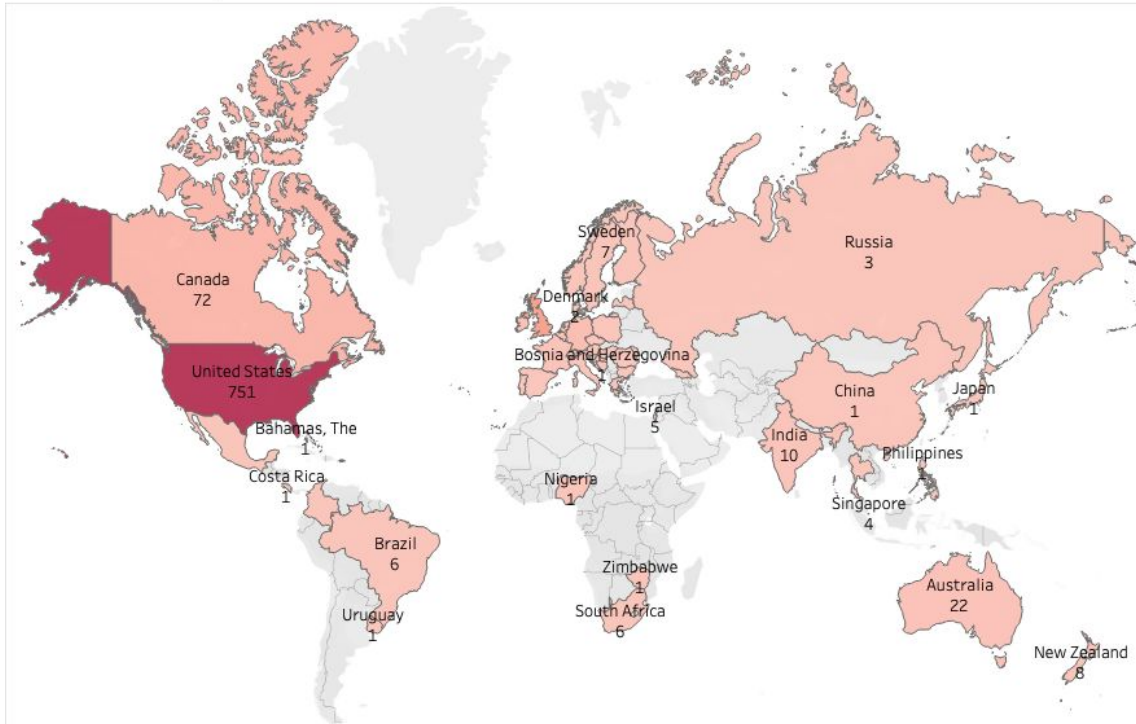 Sweden
7
Russia
3
Canada
72
Denmark
2
Bosnia and Herzegovina
1
United States
751
China
1
Japan
1
Israel
5
Bahamas, The
1
India
10
Philippines
Costa Rica
1
Nigeria
1
Singapore
4
Brazil
6
Zimbabwe
1
Australia
22
South Africa
6
Uruguay
1
New Zealand
8